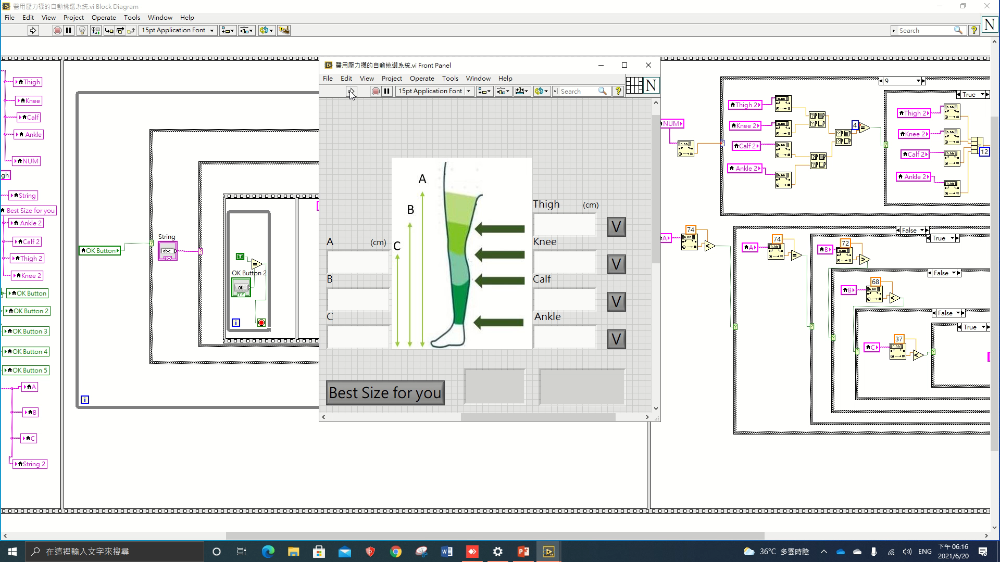 醫用壓力襪的自動挑選系統.vi Block Diagram
File Edit View Project Operate Tools Window Help
15pt Application Font
Search
N
Thigh
Knee
Calf
Ankle
NUM
gh
String
Best Size for you
Ankle 2
Calf 2
Thigh 2
Knee 2
OK Button
OK Button 2
OK Button 3
OK Button 4
OK Button 5
A
B
C
String 2
OK Button
String
abc
abc
T
=
OK Button 2
OK
TF
i
i
醫用壓力襪的自動挑選系統.vi Front Panel
File Edit View Project Operate Tools Window Help
15pt Application Font
Search
N
A
B
C
A (cm)
B
C
Thigh (cm)
V
Knee
V
Calf
V
Ankle
V
Best Size for you
NUM
9
Thigh 2
Knee 2
Calf 2
Ankle 2
4
=
True
Thigh 2
Knee 2
Calf 2
Ankle 2
12
A
74
<
False
A
74
=
True
B
72
>
False
B
68
<
False
C
37
<
True
在這裡輸入文字來搜尋
36°C 多雲時陰
ENG
下午 06:16
2021/6/20